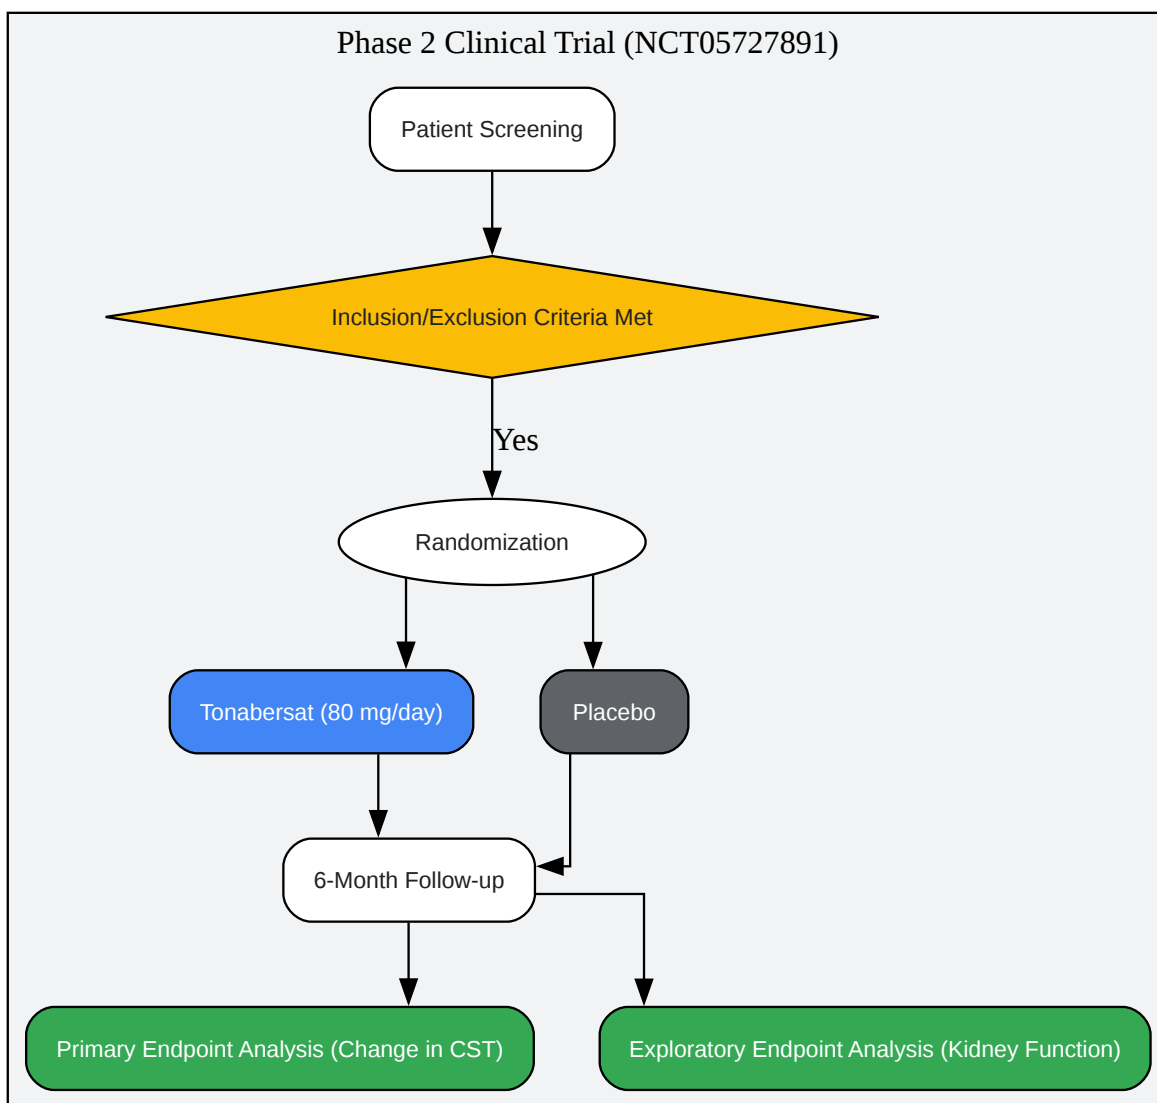 Phase 2 Clinical Trial (NCT05727891)
Patient Screening
Inclusion/Exclusion Criteria Met
Yes
Randomization
Tonabersat (80 mg/day)
Placebo
6-Month Follow-up
Primary Endpoint Analysis (Change in CST)
Exploratory Endpoint Analysis (Kidney Function)